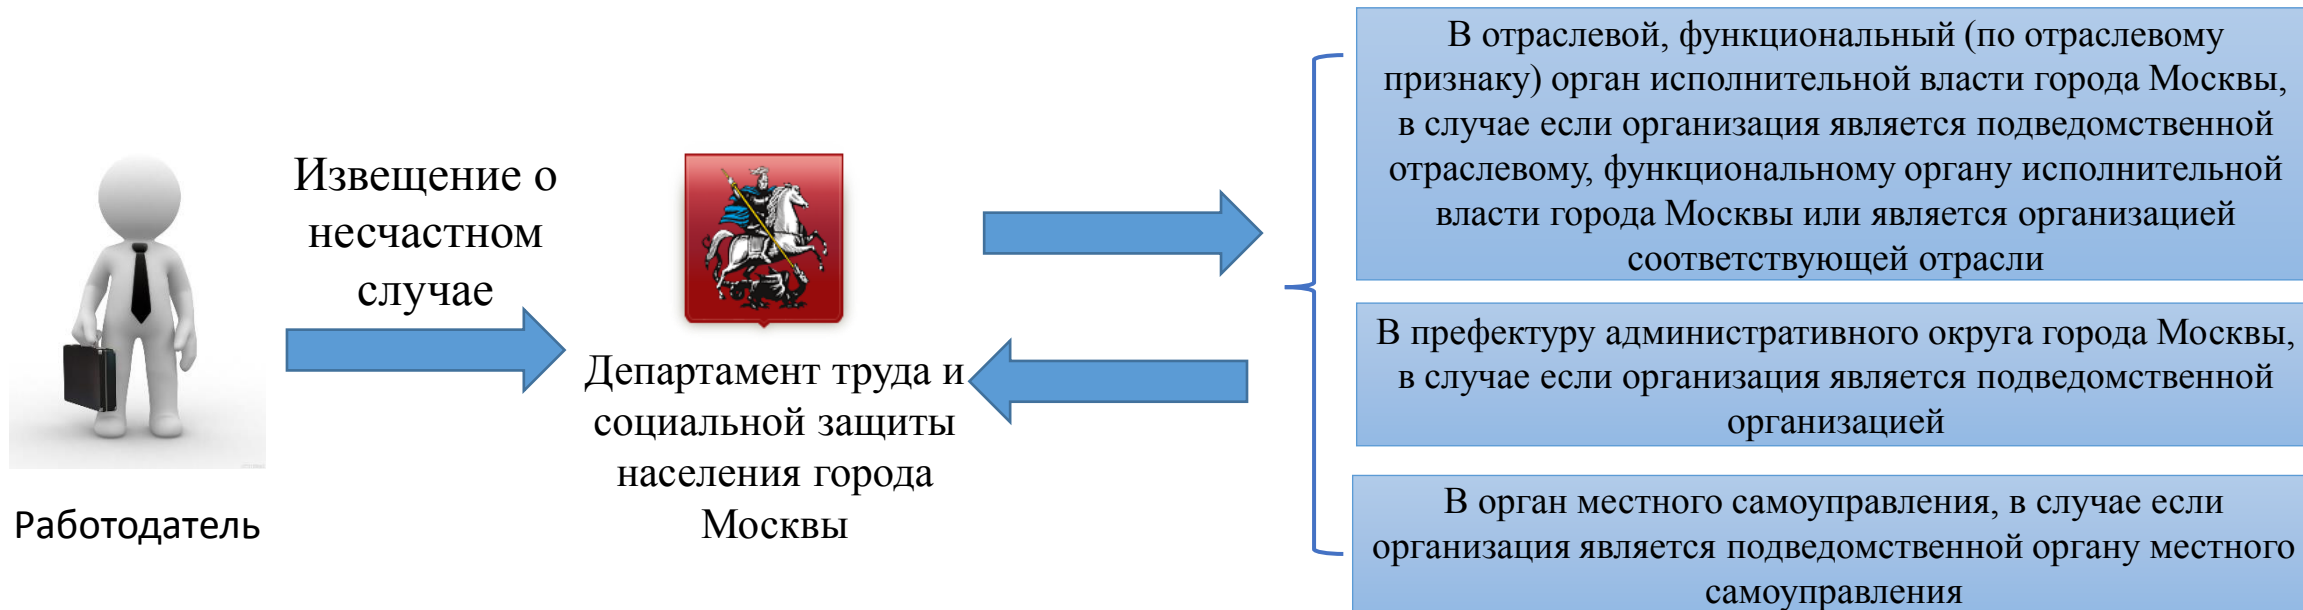 Работодатель
Извещение о
несчастном
случае
Департамент труда и
социальной защиты
населения города
Москвы
В отраслевой, функциональный (по отраслевому
признаку) орган исполнительной власти города Москвы,
в случае если организация является подведомственной
отраслевому, функциональному органу исполнительной
власти города Москвы или является организацией
соответствующей отрасли
В префектуру административного округа города Москвы,
в случае если организация является подведомственной
организацией
В орган местного самоуправления, в случае если
организация является подведомственной органу местного
самоуправления